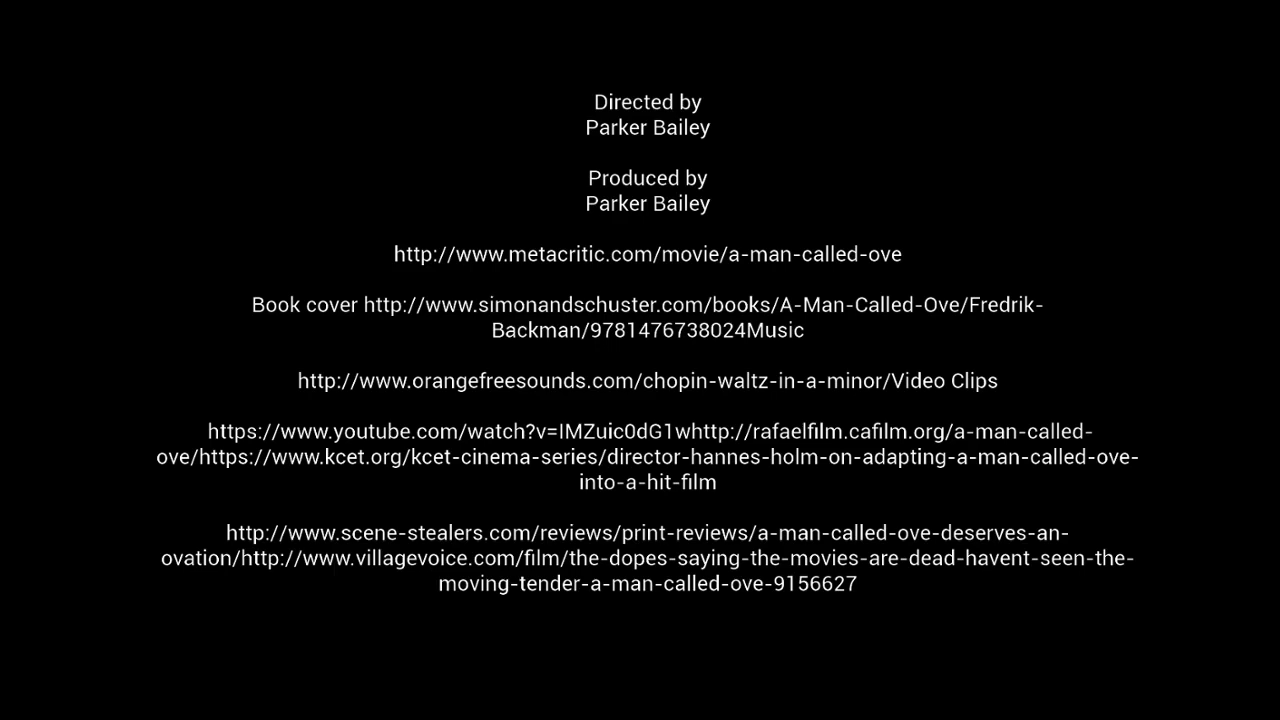 Directed by
Parker Bailey
Produced by
Parker Bailey
http://www.metacritic.com/movie/a-man-called-ove
Book cover http://www.simonandschuster.com/books/A-Man-Called-Ove/Fredrik-
Backman/9781476738024Music
http://www.orangefreesounds.com/chopin-waltz-in-a-minor/Video Clips
https://www.youtube.com/watch?v=IMZuic0dG1whttp://rafaelfilm.cafilm.org/a-man-called-
ove/https://www.kcet.org/kcet-cinema-series/director-hannes-holm-on-adapting-a-man-called-ove-
into-a-hit-film
http://www.scene-stealers.com/reviews/print-reviews/a-man-called-ove-deserves-an-
ovation/http://www.villagevoice.com/film/the-dopes-saying-the-movies-are-dead-havent-seen-the-
moving-tender-a-man-called-ove-9156627